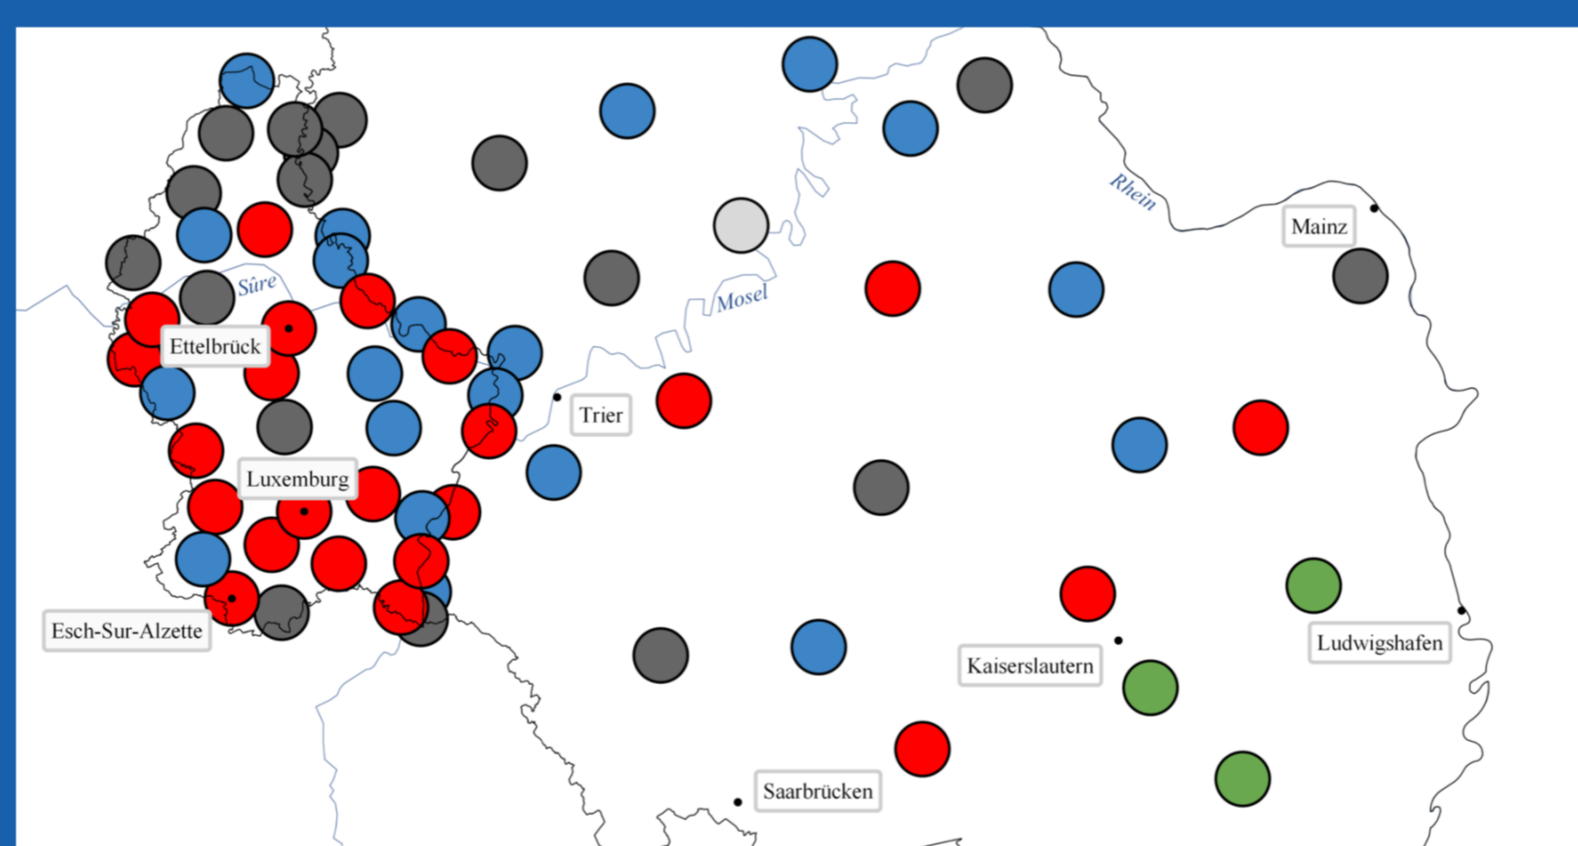 Rhein
Mainz
Sûre
Mosel
Ettelbrück
Trier
Luxemburg
Esch-Sur-Alzette
Ludwigshafen
Kaiserslautern
Saarbrücken